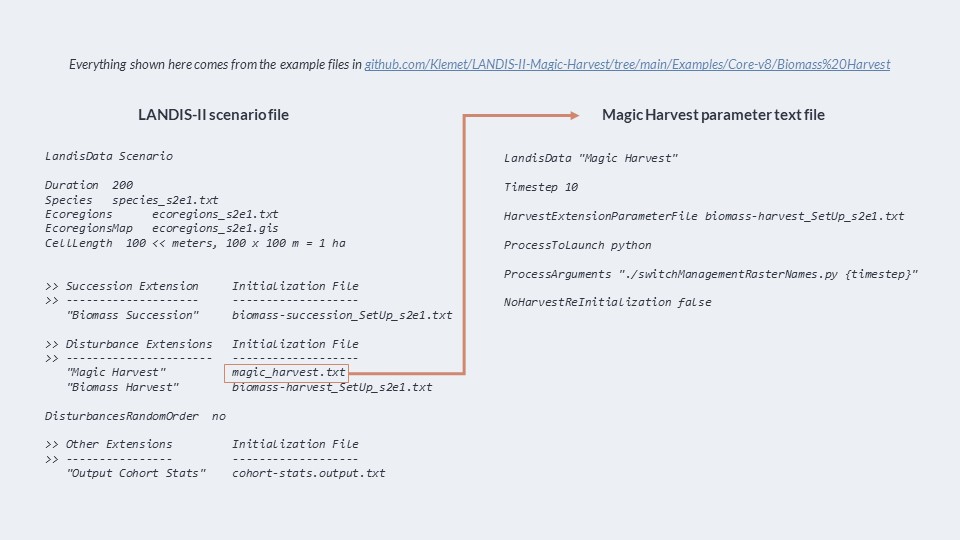 Everything shown here comes from the example files in github.com/Klemet/LANDIS-II-Magic-Harvest/tree/main/Examples/Core-v8/Biomass%20Harvest
LANDIS-II scenario file
LandisData Scenario
Duration 200
Species species_s2e1.txt
Ecoregions ecoregions_s2e1.txt
EcoregionsMap ecoregions_s2e1.gis
CellLength 100 << meters, 100 x 100 m = 1 ha
>> Succession Extension Initialization File
>> -------------------- -------------------
"Biomass Succession" biomass-succession_SetUp_s2e1.txt
>> Disturbance Extensions Initialization File
>> ---------------------- -------------------
"Magic Harvest" magic_harvest.txt
"Biomass Harvest" biomass-harvest_SetUp_s2e1.txt
DisturbancesRandomOrder no
>> Other Extensions Initialization File
>> ---------------- -------------------
"Output Cohort Stats" cohort-stats.output.txt
Magic Harvest parameter text file
LandisData "Magic Harvest"
Timestep 10
HarvestExtensionParameterFile biomass-harvest_SetUp_s2e1.txt
ProcessToLaunch python
ProcessArguments "./switchManagementRasterNames.py {timestep}"
NoHarvestReInitialization false